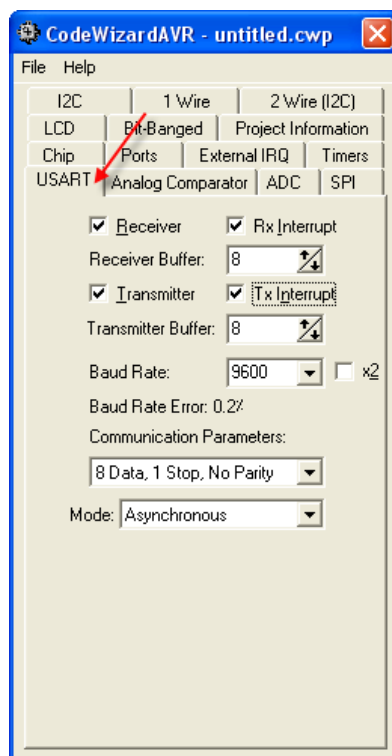 CodeWizardAVR - untitled.cwp
File Help
I2C 1 Wire 2 Wire (I2C)
LCD Bit-Banged Project Information
Chip Ports External IRQ Timers
USART Analog Comparator ADC SPI
Receiver Rx Interrupt
Receiver Buffer: 8
Transmitter Tx Interrupt
Transmitter Buffer: 8
Baud Rate: 9600 x2
Baud Rate Error: 0.2%
Communication Parameters:
8 Data, 1 Stop, No Parity
Mode: Asynchronous